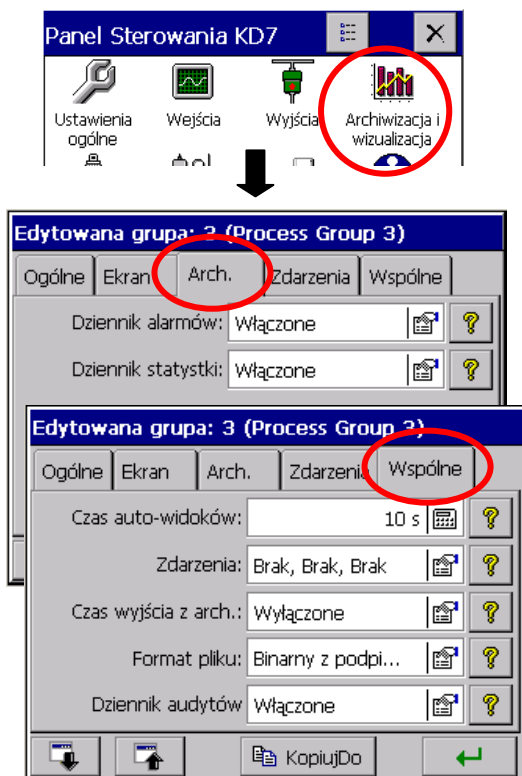 Panel Sterowania KD7
Ustawienia ogólne
Wejścia
Wyjścia
Archiwizacja i wizualizacja
Edytowana grupa: 3 (Process Group 3)
Ogólne Ekran Arch. Zdarzenia Wspólne
Dziennik alarmów: Włączone
Dziennik statystki: Włączone
Edytowana grupa: 3 (Process Group 3)
Ogólne Ekran Arch. Zdarzenia Wspólne
Czas auto-widoków: 10 s
Zdarzenia: Brak, Brak, Brak
Czas wyjścia z arch.: Wyłączone
Format pliku: Binarny z podpi...
Dziennik audytów Włączone
KopiujDo